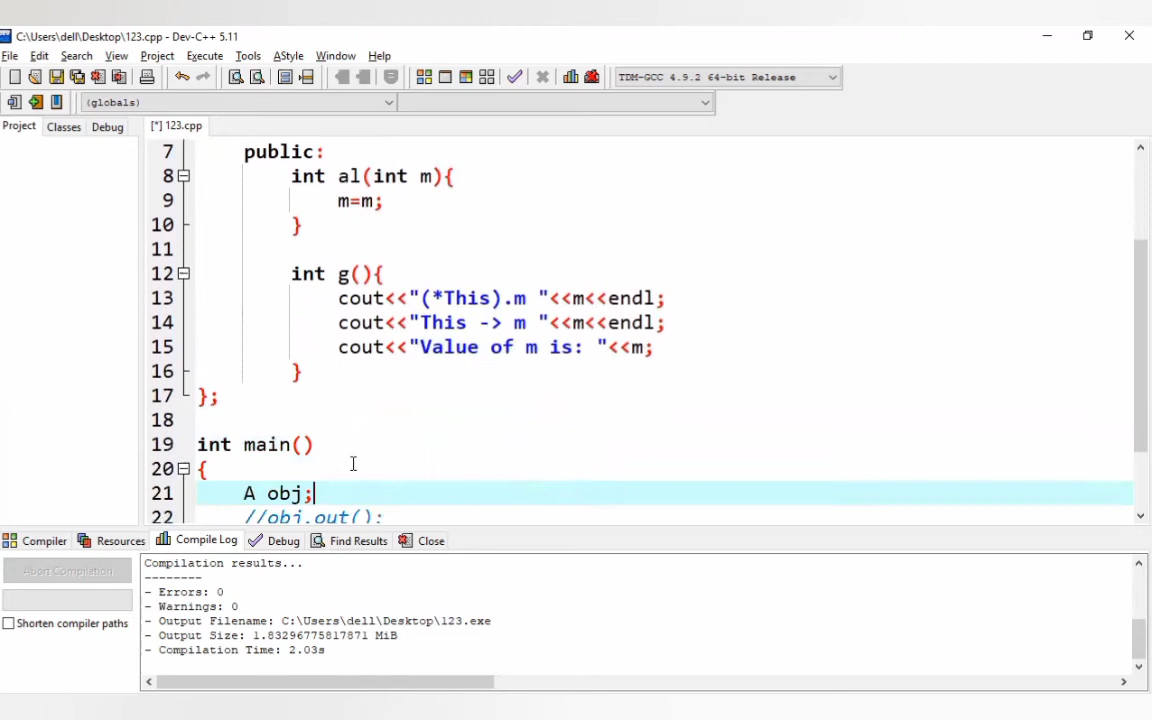 C:\Users\dell\Desktop\123.cpp - Dev-C++ 5.11
File Edit Search View Project Execute Tools AStyle Window Help
TDM-GCC 4.9.2 64-bit Release
(globals)
Project Classes Debug [*] 123.cpp
7 public:
8 int al(int m){
9 m=m;
10 }
11
12 int g(){
13 cout<<"(*This).m "<<m<<endl;
14 cout<<"This -> m "<<m<<endl;
15 cout<<"Value of m is: "<<m;
16 }
17 };
18
19 int main()
20 {
21 A obj;
22 //obj.out();
Compiler Resources Compile Log Debug Find Results Close
Abort Compilation
Shorten compiler paths
Compilation results...
--------
- Errors: 0
- Warnings: 0
- Output Filename: C:\Users\dell\Desktop\123.exe
- Output Size: 1.83296775817871 MiB
- Compilation Time: 2.03s